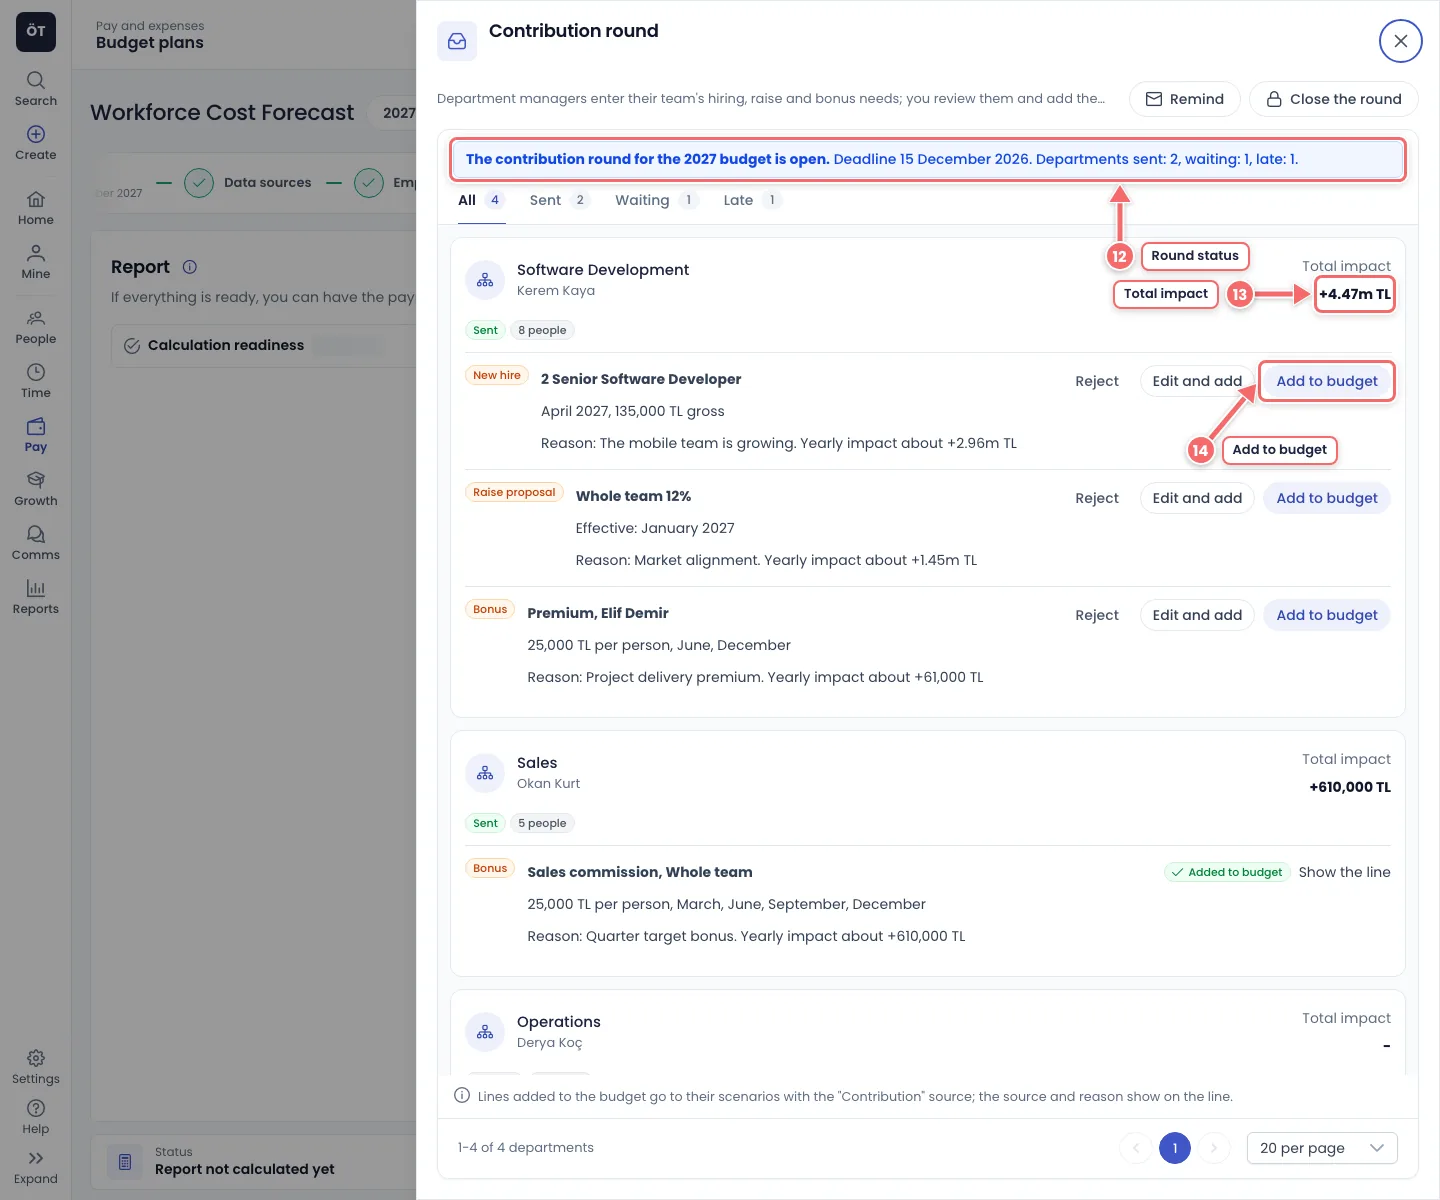 ÖT
Search
Create
Home
Mine
People
Time
Pay
Growth
Comms
Reports
Settings
Help
Expand
Pay and expenses
Budget plans
Workforce Cost Forecast
2027
2027
Data sources
Report
If everything is ready, you can have the pay
Calculation readiness
Status
Report not calculated yet
Contribution round
Department managers enter their team's hiring, raise and bonus needs; you review them and add the...
Remind
Close the round
The contribution round for the 2027 budget is open. Deadline 15 December 2026. Departments sent: 2, waiting: 1, late: 1.
All 4
Sent 2
Waiting 1
Late 1
12 Round status
Software Development
Kerem Kaya
Total impact
Total impact 13
+4.47m TL
Sent
8 people
New hire
2 Senior Software Developer
Reject
Edit and add
Add to budget
April 2027, 135,000 TL gross
Reason: The mobile team is growing. Yearly impact about +2.96m TL
14 Add to budget
Raise proposal
Whole team 12%
Reject
Edit and add
Add to budget
Effective: January 2027
Reason: Market alignment. Yearly impact about +1.45m TL
Bonus
Premium, Elif Demir
Reject
Edit and add
Add to budget
25,000 TL per person, June, December
Reason: Project delivery premium. Yearly impact about +61,000 TL
Sales
Okan Kurt
Total impact
+610,000 TL
Sent
5 people
Bonus
Sales commission, Whole team
Added to budget
Show the line
25,000 TL per person, March, June, September, December
Reason: Quarter target bonus. Yearly impact about +610,000 TL
Operations
Derya Koç
Total impact
-
Lines added to the budget go to their scenarios with the "Contribution" source; the source and reason show on the line.
1-4 of 4 departments
1
20 per page